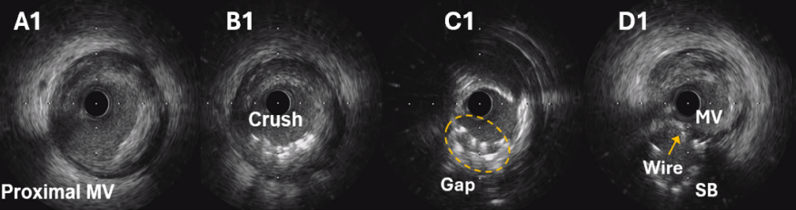 A1
B1
C1
D1
Crush
MV
Wire
Gap
Proximal MV
SB